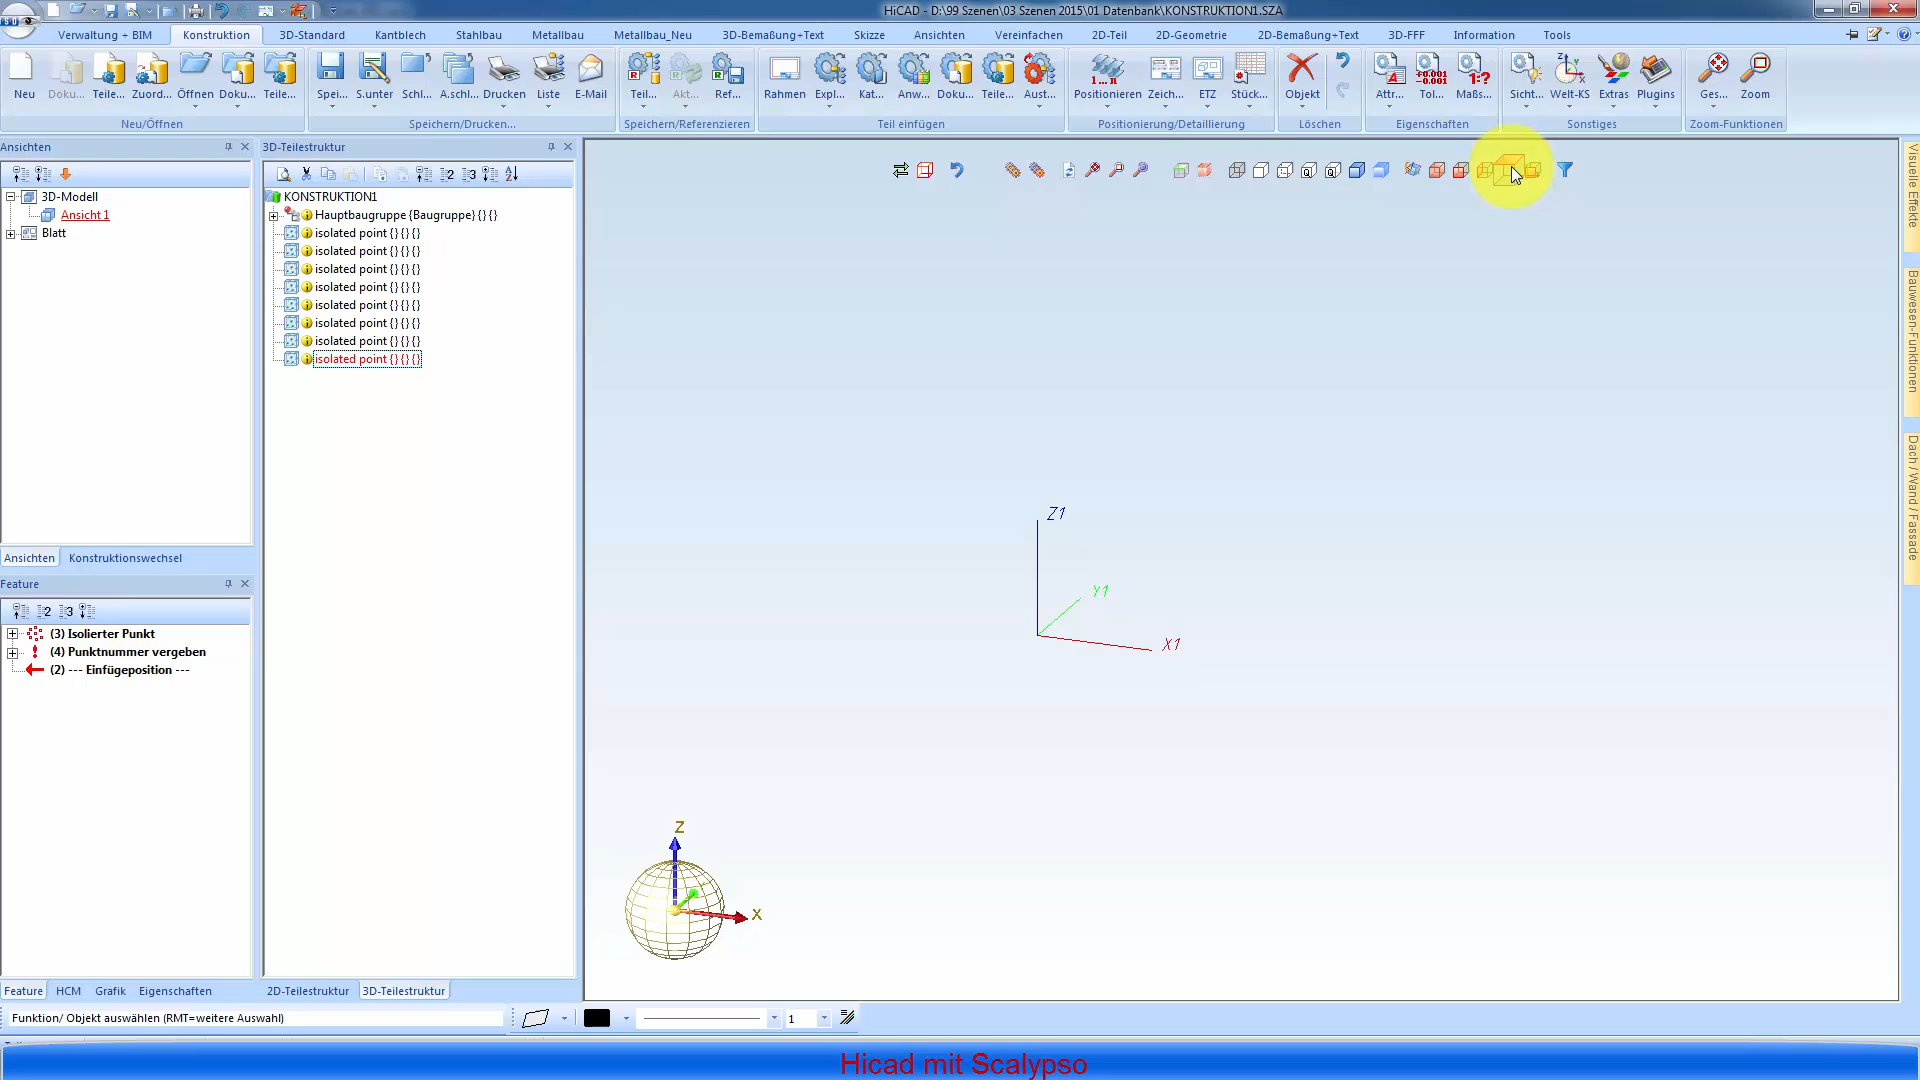 HiCAD - D:\99 Szenen\03 Szenen 2015\01 Datenbank\KONSTRUKTION1.SZA
Verwaltung + BIM Konstruktion 3D-Standard Kantblech Stahlbau Metallbau Metallbau_Neu 3D-Bemaßung+Text Skizze Ansichten Vereinfachen 2D-Teil 2D-Geometrie 2D-Bemaßung+Text 3D-FFF Information Tools
Neu Doku... Teile... Zuord... Öffnen Doku... Teile... Spei... S.unter Schl... A.schl... Drucken Liste E-Mail Teil... Akt... Ref... Rahmen Expl... Kat... Anw... Doku... Teile... Aust... Positionieren Zeich... ETZ Stück... Objekt Attr... Tol... Maßs... Sicht... Welt-KS Extras Plugins Ges... Zoom
Neu/Öffnen Speichern/Drucken... Speichern/Referenzieren Teil einfügen Positionierung/Detaillierung Löschen Eigenschaften Sonstiges Zoom-Funktionen
Ansichten
3D-Modell
Ansicht 1
Blatt
Ansichten Konstruktionswechsel
Feature
2 3
(3) Isolierter Punkt
(4) Punktnummer vergeben
(2) --- Einfügeposition ---
Feature HCM Grafik Eigenschaften
3D-Teilestruktur
2 3
KONSTRUKTION1
Hauptbaugruppe {Baugruppe} {} {}
isolated point {} {} {}
isolated point {} {} {}
isolated point {} {} {}
isolated point {} {} {}
isolated point {} {} {}
isolated point {} {} {}
isolated point {} {} {}
isolated point {} {} {}
2D-Teilestruktur 3D-Teilestruktur
Z1
Y1
X1
Z
X
Visuelle Effekte
Bauwesen-Funktionen
Dach / Wand / Fassade
Funktion/ Objekt auswählen (RMT=weitere Auswahl)
1
Hicad mit Scalypso